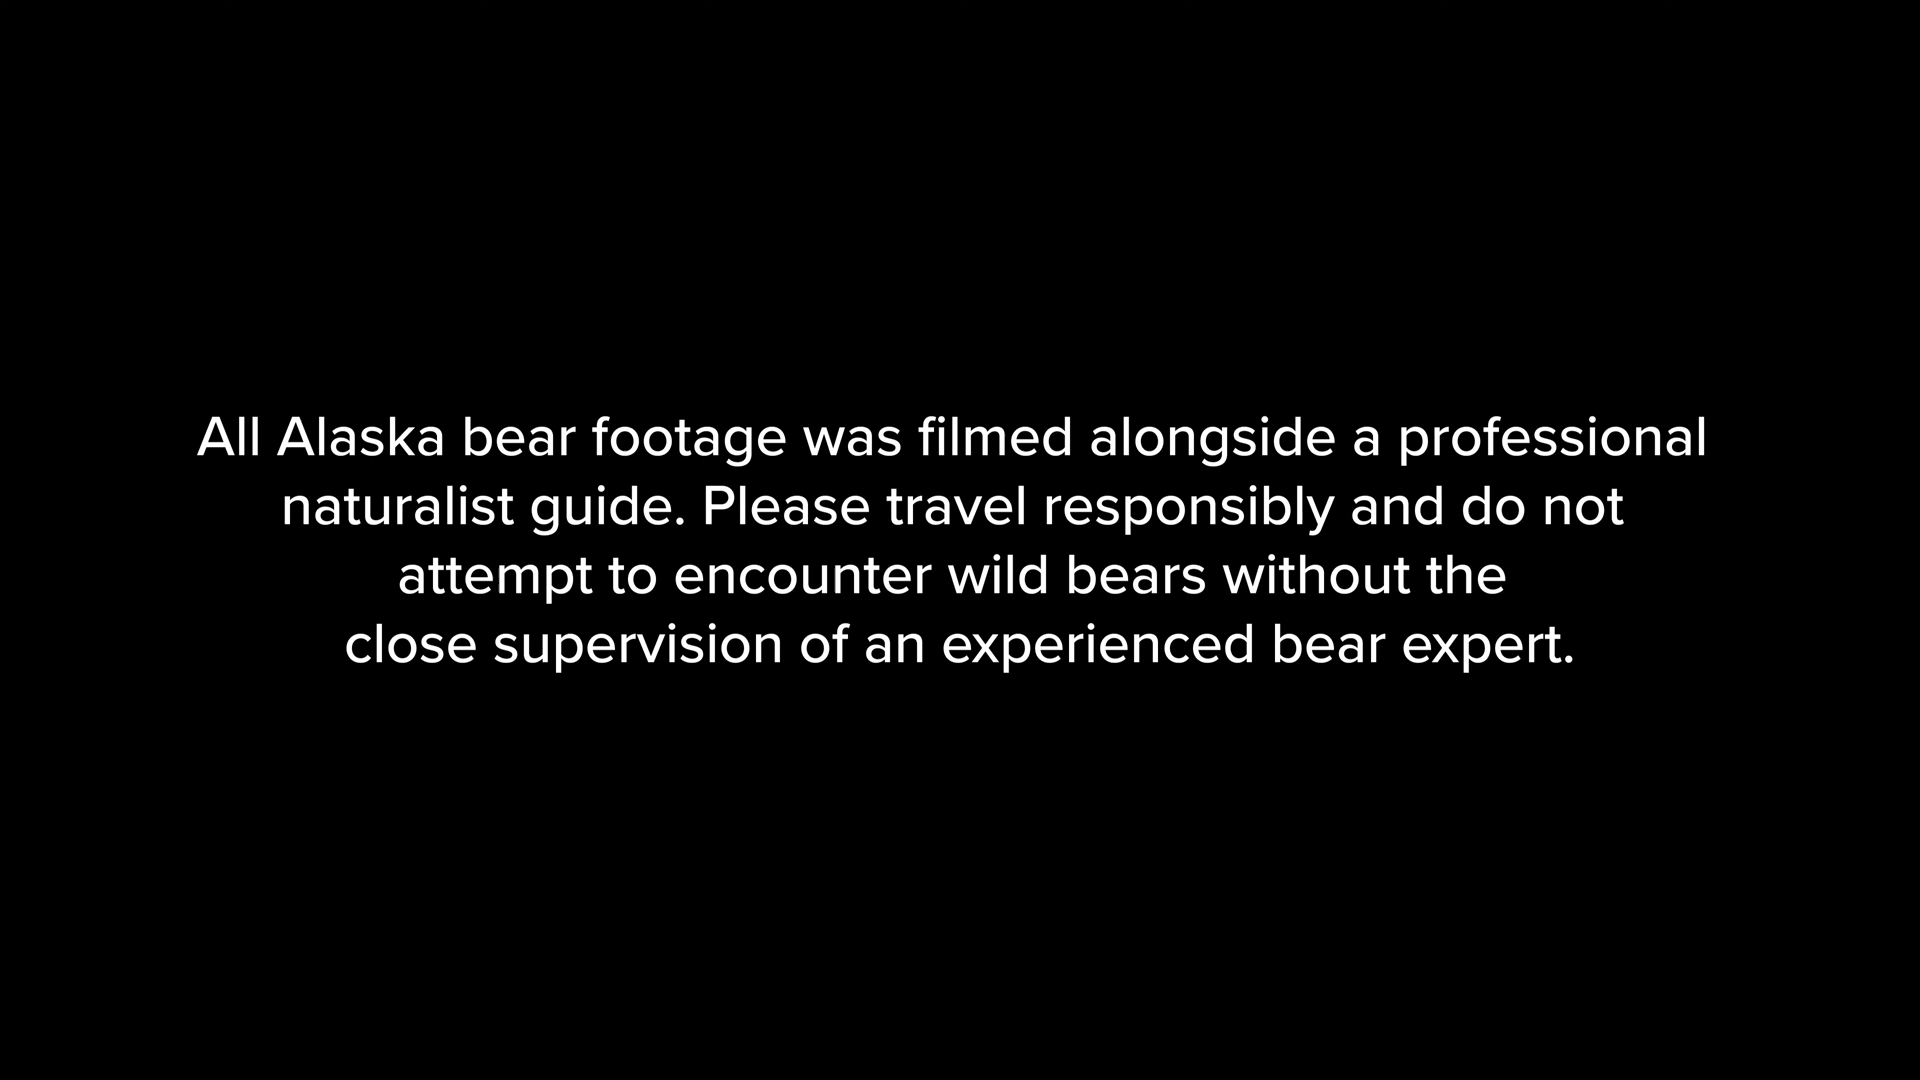 All Alaska bear footage was filmed alongside a professional
naturalist guide. Please travel responsibly and do not
attempt to encounter wild bears without the
close supervision of an experienced bear expert.